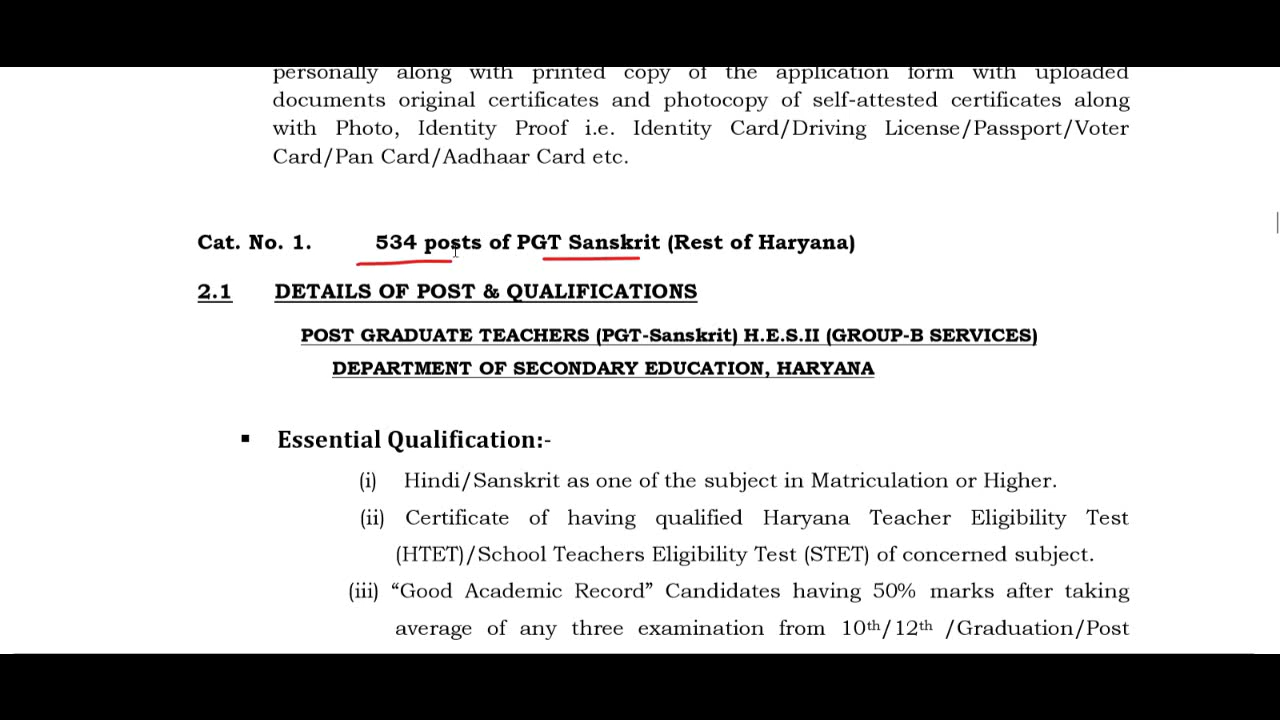 personally along with printed copy of the application form with uploaded
documents original certificates and photocopy of self-attested certificates along
with Photo, Identity Proof i.e. Identity Card/Driving License/Passport/Voter
Card/Pan Card/Aadhaar Card etc.
Cat. No. 1. 534 posts of PGT Sanskrit (Rest of Haryana)
2.1 DETAILS OF POST & QUALIFICATIONS
POST GRADUATE TEACHERS (PGT-Sanskrit) H.E.S.II (GROUP-B SERVICES)
DEPARTMENT OF SECONDARY EDUCATION, HARYANA
▪ Essential Qualification:-
(i) Hindi/Sanskrit as one of the subject in Matriculation or Higher.
(ii) Certificate of having qualified Haryana Teacher Eligibility Test
(HTET)/School Teachers Eligibility Test (STET) of concerned subject.
(iii) “Good Academic Record” Candidates having 50% marks after taking
average of any three examination from 10th/12th /Graduation/Post